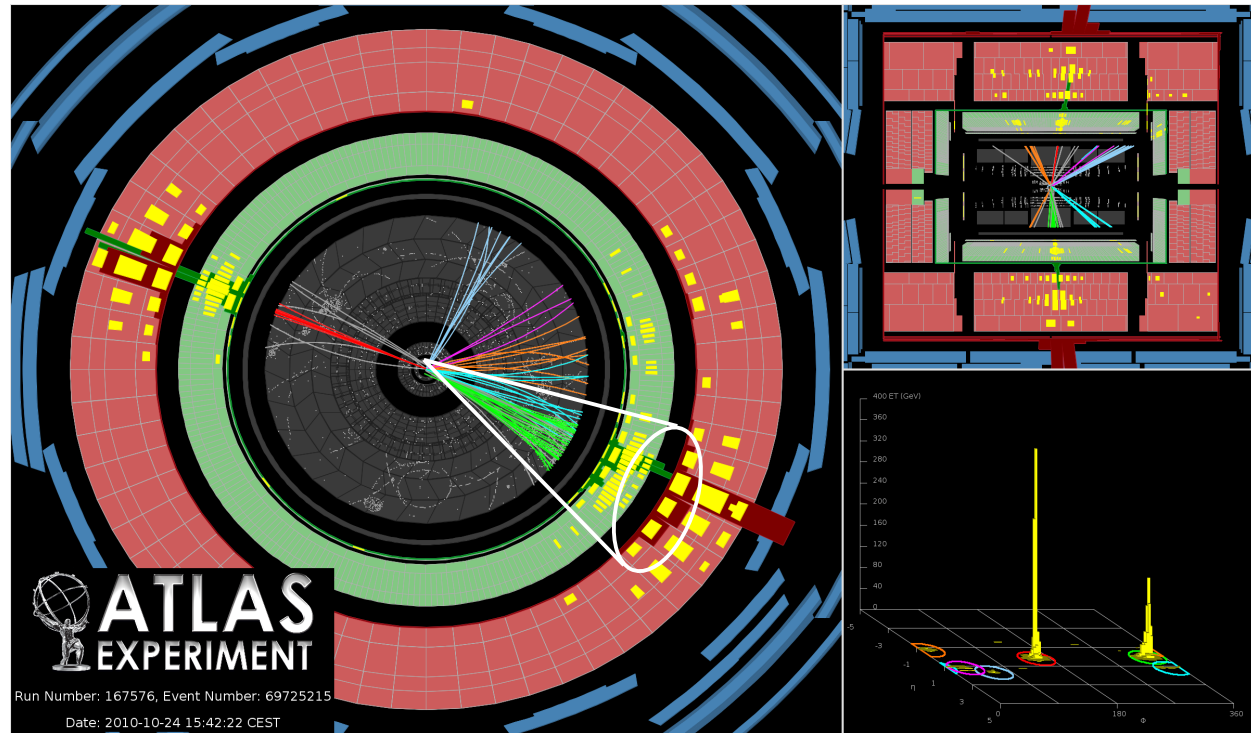 ATLAS
EXPERIMENT
Run Number: 167576, Event Number: 69725215
Date: 2010-10-24 15:42:22 CEST
400 ET (GeV)
360
320
280
240
200
160
120
80
40
0
-5
-3
-1
η
1
3
5
0
180
Φ
360